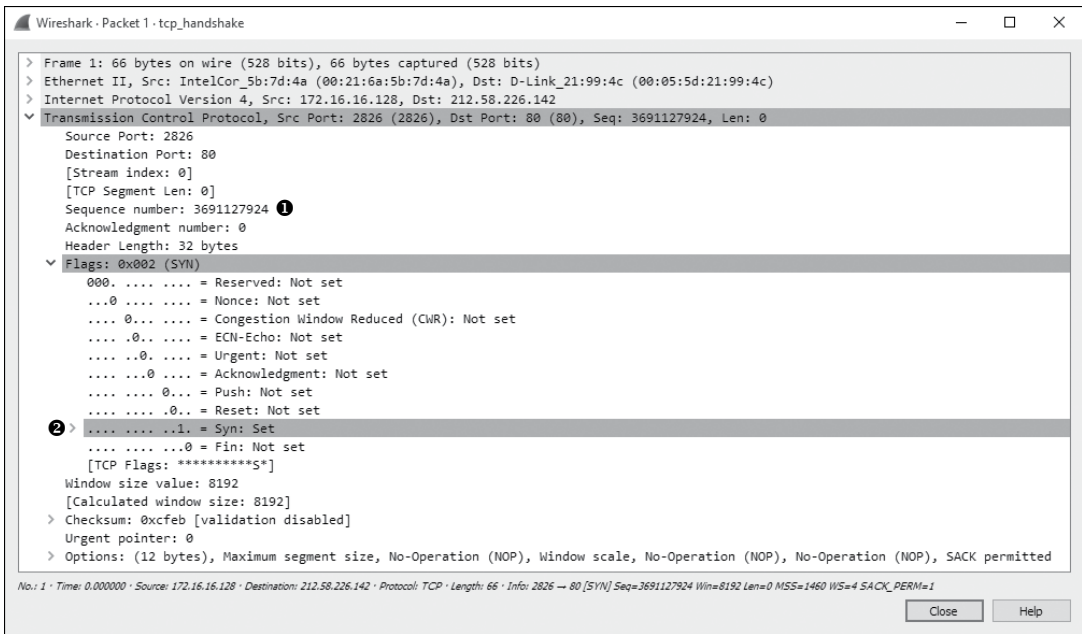 Wireshark · Packet 1 · tcp_handshake
> Frame 1: 66 bytes on wire (528 bits), 66 bytes captured (528 bits)
> Ethernet II, Src: IntelCor_5b:7d:4a (00:21:6a:5b:7d:4a), Dst: D-Link_21:99:4c (00:05:5d:21:99:4c)
> Internet Protocol Version 4, Src: 172.16.16.128, Dst: 212.58.226.142
Transmission Control Protocol, Src Port: 2826 (2826), Dst Port: 80 (80), Seq: 3691127924, Len: 0
Source Port: 2826
Destination Port: 80
[Stream index: 0]
[TCP Segment Len: 0]
Sequence number: 3691127924 ❶
Acknowledgment number: 0
Header Length: 32 bytes
Flags: 0x002 (SYN)
000. .... .... = Reserved: Not set
...0 .... .... = Nonce: Not set
.... 0... .... = Congestion Window Reduced (CWR): Not set
.... .0.. .... = ECN-Echo: Not set
.... ..0. .... = Urgent: Not set
.... ...0 .... = Acknowledgment: Not set
.... .... 0... = Push: Not set
.... .... .0.. = Reset: Not set
❷ > .... .... ..1. = Syn: Set
.... .... ...0 = Fin: Not set
[TCP Flags: **********S*]
Window size value: 8192
[Calculated window size: 8192]
> Checksum: 0xcfeb [validation disabled]
Urgent pointer: 0
> Options: (12 bytes), Maximum segment size, No-Operation (NOP), Window scale, No-Operation (NOP), No-Operation (NOP), SACK permitted
No.: 1 · Time: 0.000000 · Source: 172.16.16.128 · Destination: 212.58.226.142 · Protocol: TCP · Length: 66 · Info: 2826 → 80 [SYN] Seq=3691127924 Win=8192 Len=0 MSS=1460 WS=4 SACK_PERM=1
Close Help